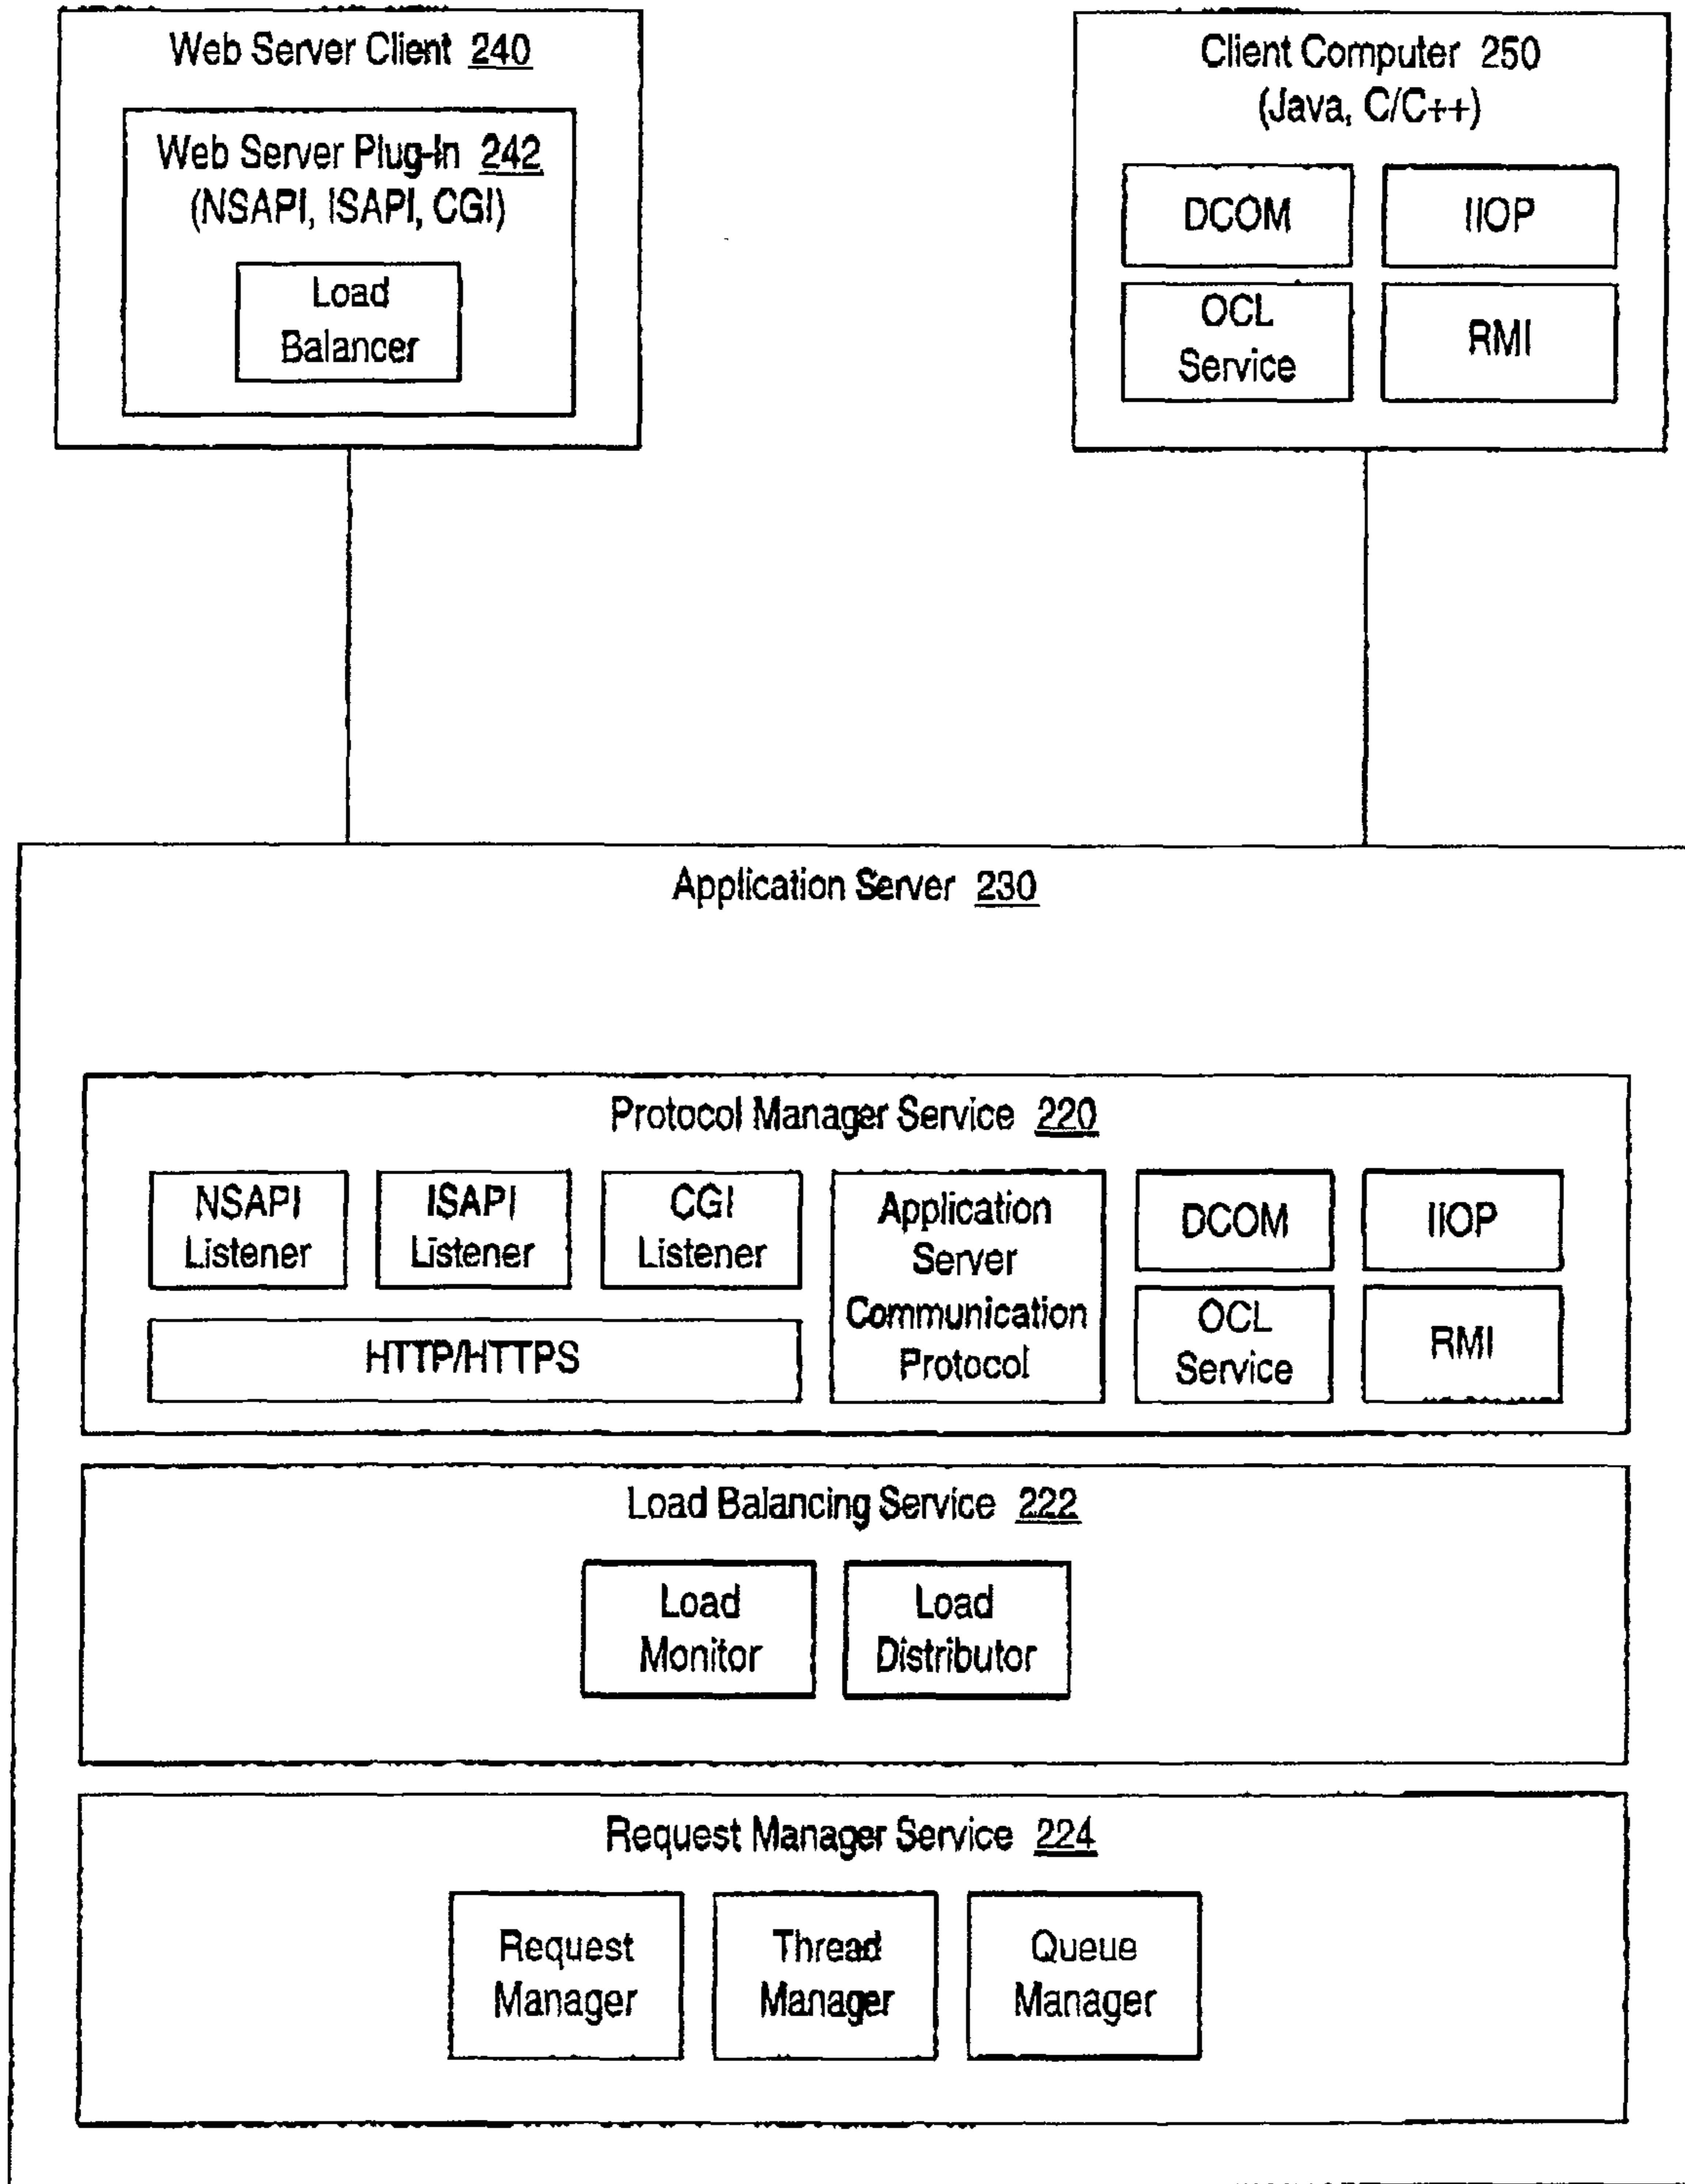 Web Server Client 240
Web Server Plug-In 242
(NSAPI, ISAPI, CGI)
Load
Balancer
Client Computer 250
(Java, C/C++)
DCOM
IIOP
OCL
Service
RMI
Application Server 230
Protocol Manager Service 220
NSAPI
Listener
ISAPI
Listener
CGI
Listener
HTTP/HTTPS
Application
Server
Communication
Protocol
DCOM
IIOP
OCL
Service
RMI
Load Balancing Service 222
Load
Monitor
Load
Distributor
Request Manager Service 224
Request
Manager
Thread
Manager
Queue
Manager